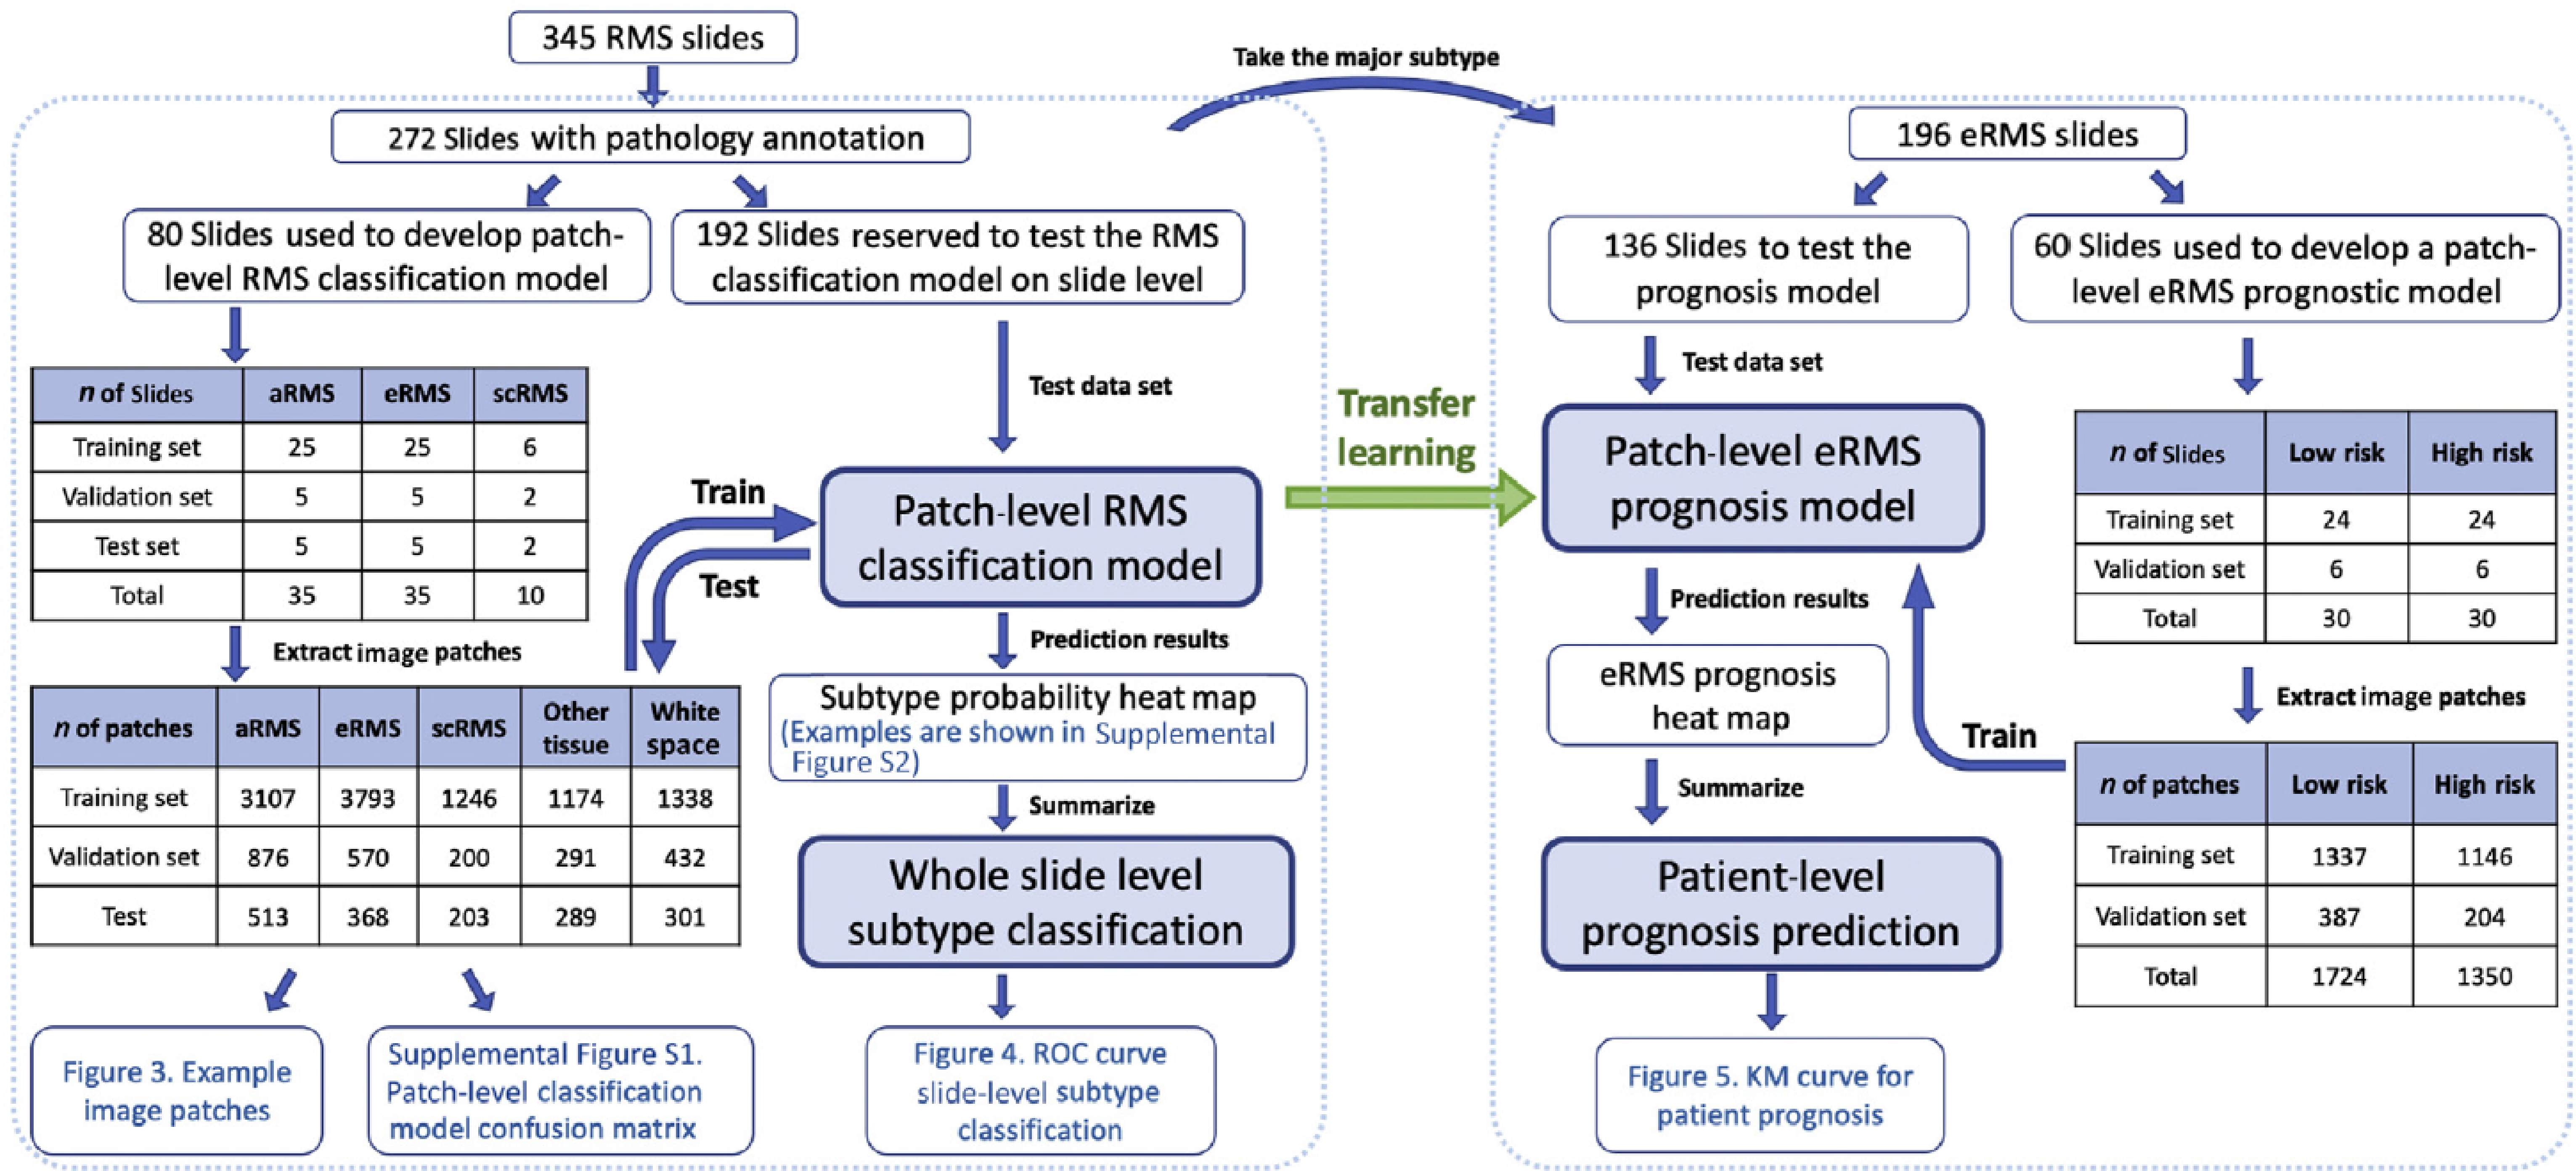 345 RMS slides
Take the major subtype
272 Slides with pathology annotation
80 Slides used to develop patch-
level RMS classification model
192 Slides reserved to test the RMS
classification model on slide level
n of Slides aRMS eRMS scRMS
Training set 25 25 6
Validation set 5 5 2
Test set 5 5 2
Total 35 35 10
Extract image patches
n of patches aRMS eRMS scRMS Other tissue White space
Training set 3107 3793 1246 1174 1338
Validation set 876 570 200 291 432
Test 513 368 203 289 301
Figure 3. Example
image patches
Supplemental Figure S1.
Patch-level classification
model confusion matrix
Train
Test
Test data set
Patch-level RMS
classification model
Prediction results
Subtype probability heat map
(Examples are shown in Supplemental
Figure S2)
Summarize
Whole slide level
subtype classification
Figure 4. ROC curve
slide-level subtype
classification
Transfer
learning
196 eRMS slides
136 Slides to test the
prognosis model
60 Slides used to develop a patch-
level eRMS prognostic model
Test data set
Patch-level eRMS
prognosis model
Prediction results
eRMS prognosis
heat map
Summarize
Patient-level
prognosis prediction
Figure 5. KM curve for
patient prognosis
n of Slides Low risk High risk
Training set 24 24
Validation set 6 6
Total 30 30
Extract image patches
Train
n of patches Low risk High risk
Training set 1337 1146
Validation set 387 204
Total 1724 1350